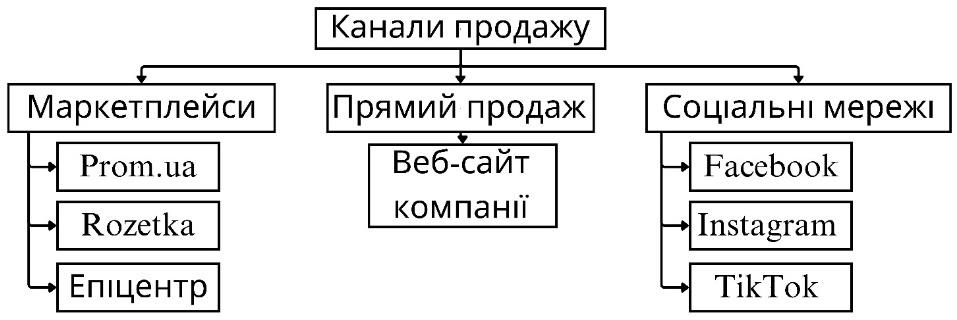 Канали продажу
Маркетплейси
Prom.ua
Rozetka
Епіцентр
Прямий продаж
Веб-сайт
компанії
Соціальні мережі
Facebook
Instagram
TikTok